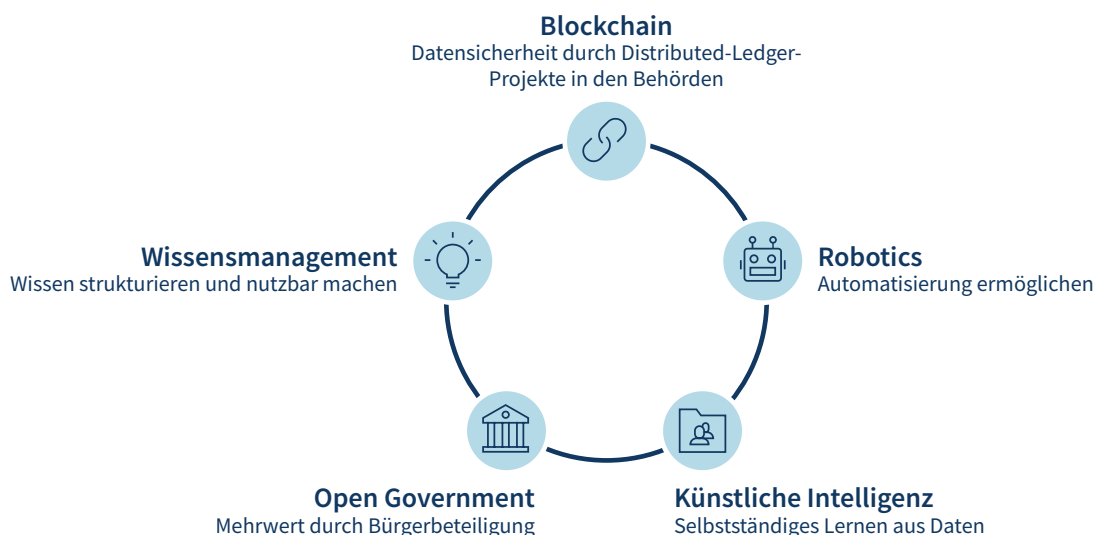 Blockchain
Datensicherheit durch Distributed-Ledger-
Projekte in den Behörden
Wissensmanagement
Wissen strukturieren und nutzbar machen
Robotics
Automatisierung ermöglichen
Open Government
Mehrwert durch Bürgerbeteiligung
Künstliche Intelligenz
Selbstständiges Lernen aus Daten